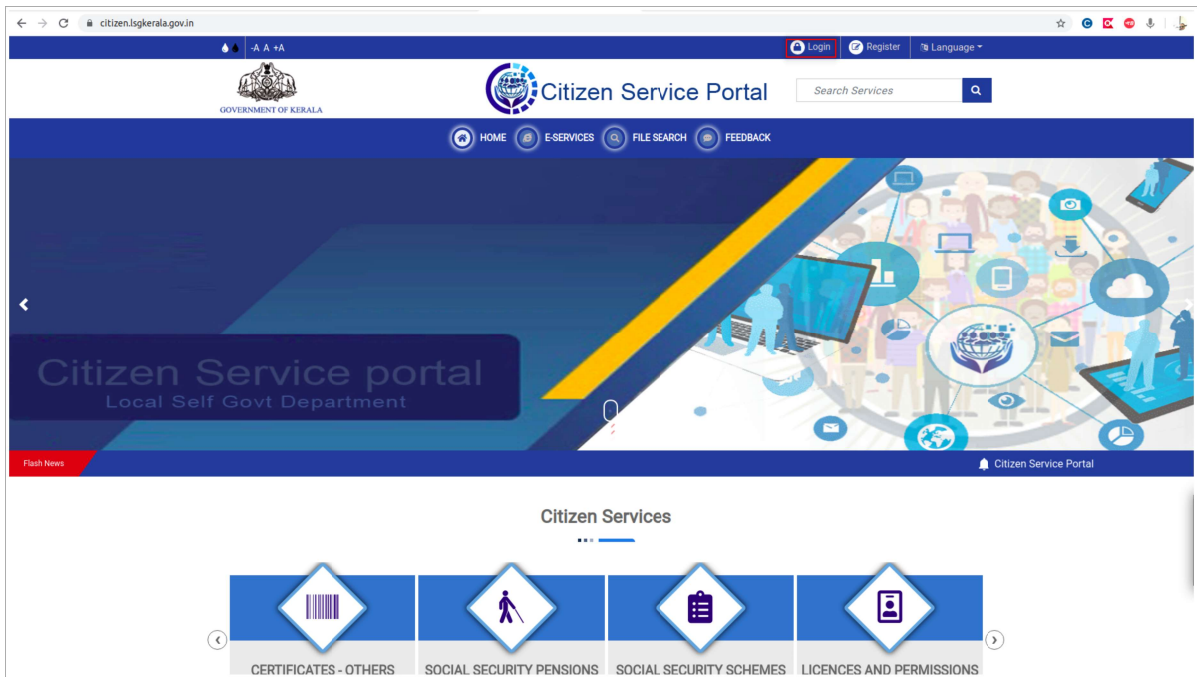 citizen.lsgkerala.gov.in
-A A +A
Login
Register
Language
GOVERNMENT OF KERALA
Citizen Service Portal
Search Services
HOME
E-SERVICES
FILE SEARCH
FEEDBACK
Citizen Service portal
Local Self Govt Department
Flash News
Citizen Service Portal
Citizen Services
CERTIFICATES - OTHERS
SOCIAL SECURITY PENSIONS
SOCIAL SECURITY SCHEMES
LICENCES AND PERMISSIONS